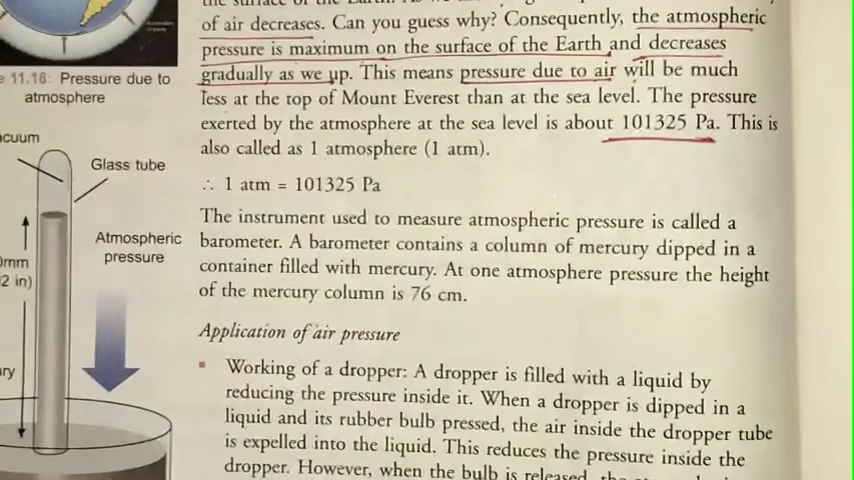 of air decreases. Can you guess why? Consequently, the atmospheric
pressure is maximum on the surface of the Earth and decreases
gradually as we up. This means pressure due to air will be much
less at the top of Mount Everest than at the sea level. The pressure
exerted by the atmosphere at the sea level is about 101325 Pa. This is
also called as 1 atmosphere (1 atm).
∴ 1 atm = 101325 Pa
The instrument used to measure atmospheric pressure is called a
barometer. A barometer contains a column of mercury dipped in a
container filled with mercury. At one atmosphere pressure the height
of the mercury column is 76 cm.
Application of air pressure
Working of a dropper: A dropper is filled with a liquid by
reducing the pressure inside it. When a dropper is dipped in a
liquid and its rubber bulb pressed, the air inside the dropper tube
is expelled into the liquid. This reduces the pressure inside the
dropper. However, when the bulb is released,
11.18: Pressure due to
atmosphere
Glass tube
Atmospheric
pressure